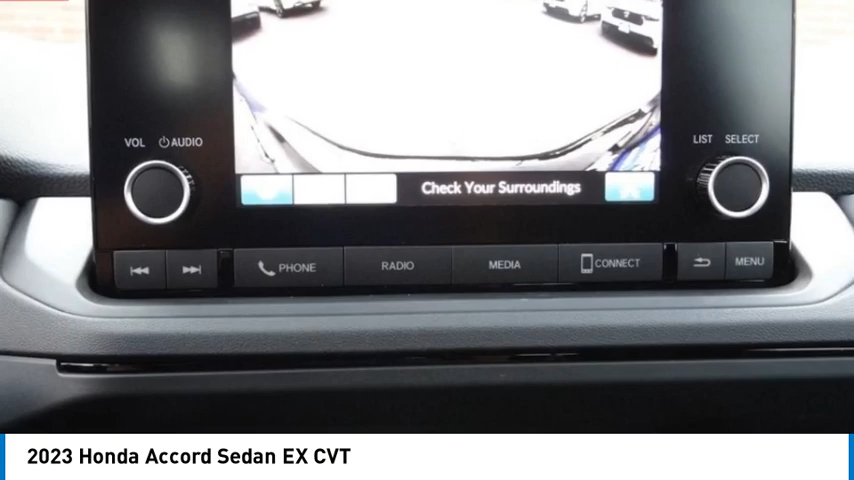 VOL AUDIO
LIST SELECT
Check Your Surroundings
PHONE RADIO MEDIA CONNECT MENU
2023 Honda Accord Sedan EX CVT